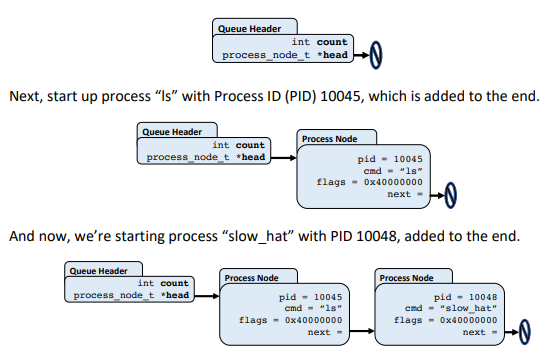 Queue Header
int count
process_node_t *head
Next, start up process “ls” with Process ID (PID) 10045, which is added to the end.
Queue Header
int count
process_node_t *head
Process Node
pid = 10045
cmd = "ls"
flags = 0x40000000
next =
And now, we’re starting process “slow_hat” with PID 10048, added to the end.
Queue Header
int count
process_node_t *head
Process Node
pid = 10045
cmd = "ls"
flags = 0x40000000
next =
Process Node
pid = 10048
cmd = "slow_hat"
flags = 0x40000000
next =